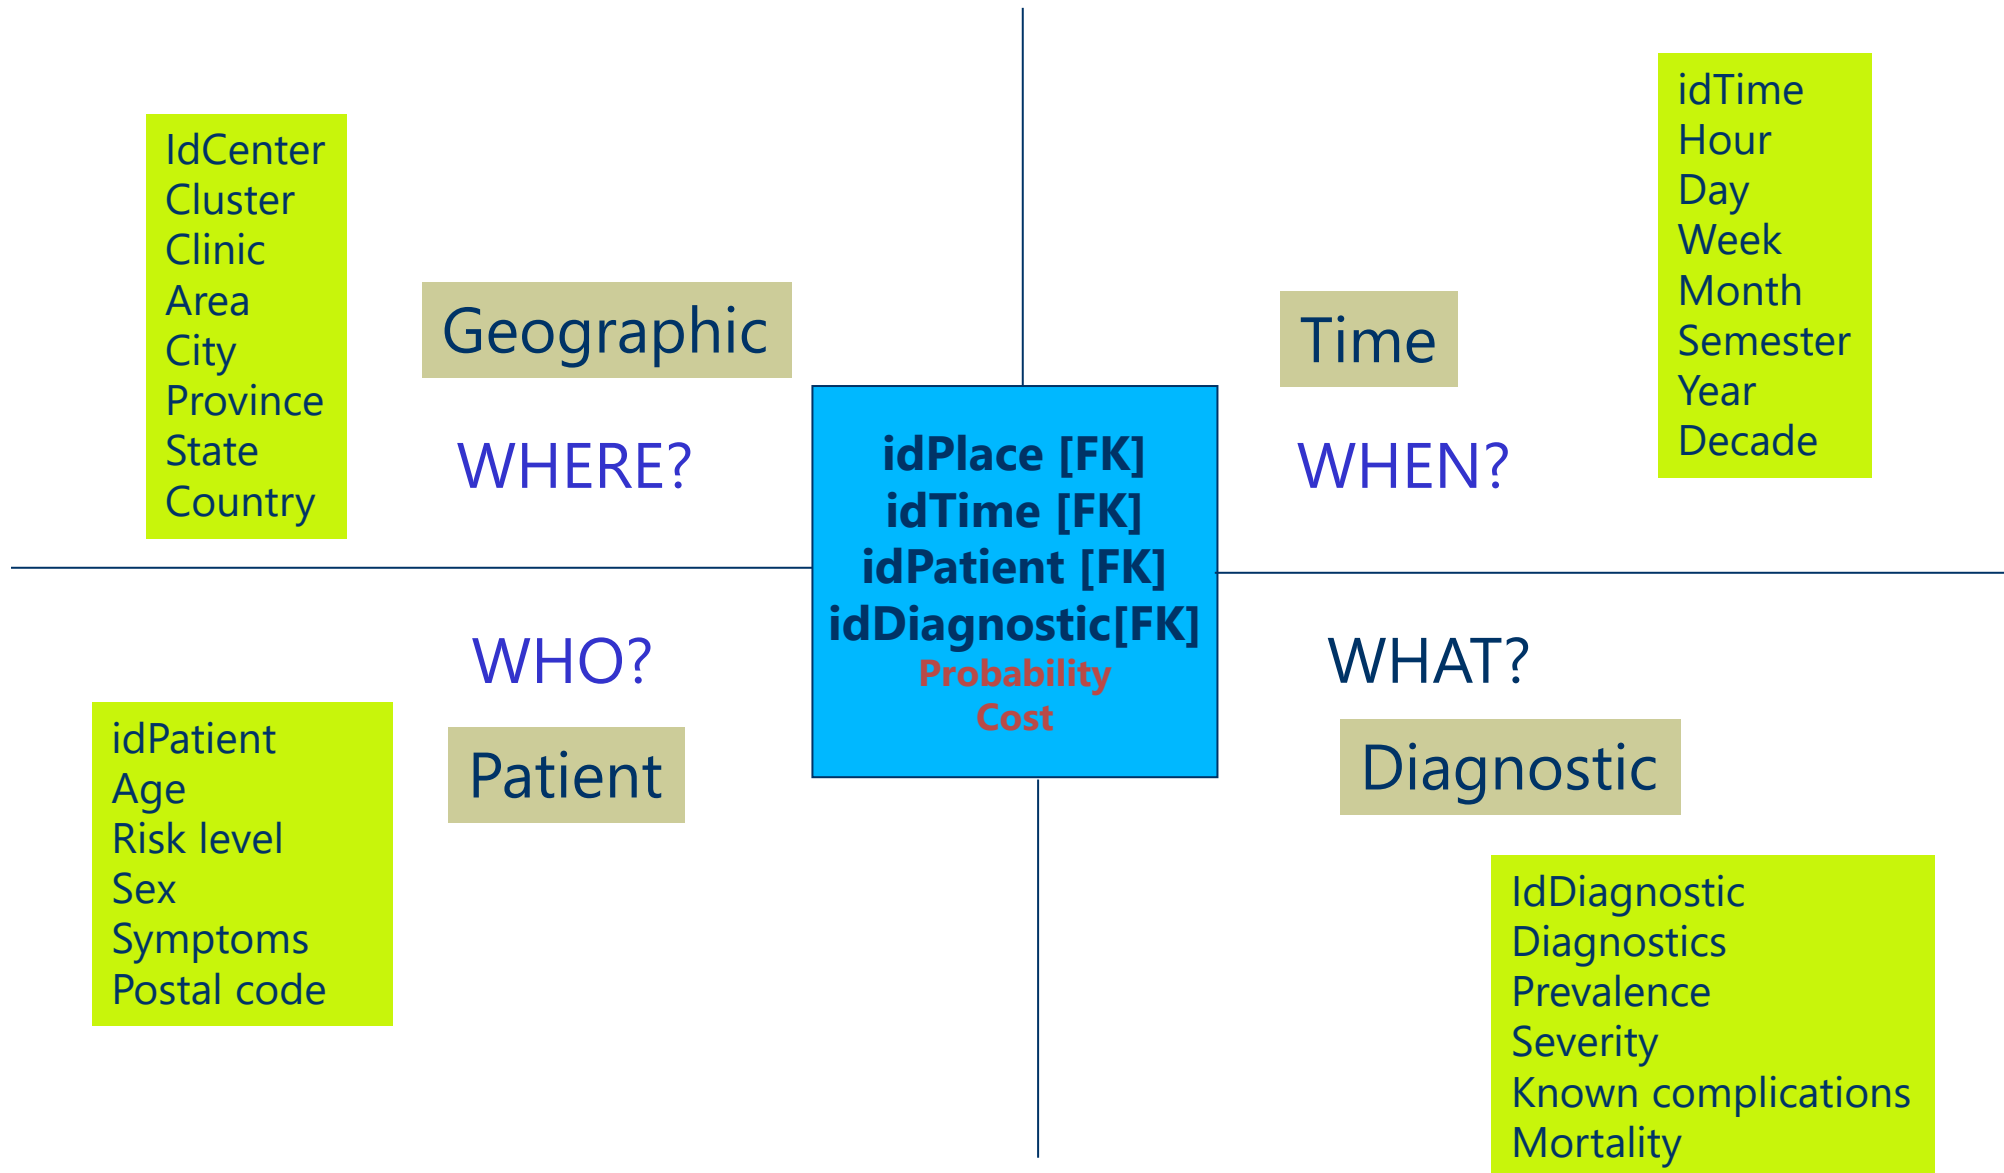 IdCenter
Cluster
Clinic
Area
City
Province
State
Country
Geographic
WHERE?
idTime
Hour
Day
Week
Month
Semester
Year
Decade
Time
WHEN?
idPlace [FK]
idTime [FK]
idPatient [FK]
idDiagnostic[FK]
Probability
Cost
WHO?
Patient
idPatient
Age
Risk level
Sex
Symptoms
Postal code
WHAT?
Diagnostic
IdDiagnostic
Diagnostics
Prevalence
Severity
Known complications
Mortality